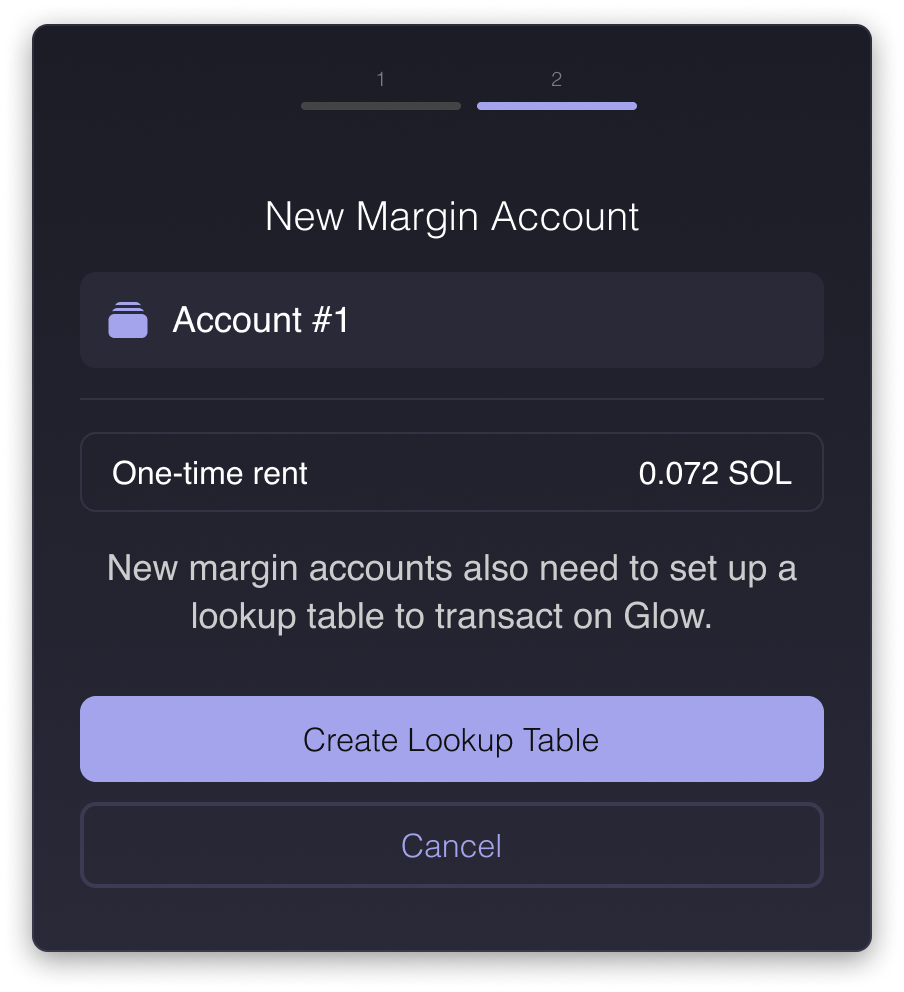 1 2
New Margin Account
Account #1
One-time rent 0.072 SOL
New margin accounts also need to set up a
lookup table to transact on Glow.
Create Lookup Table
Cancel